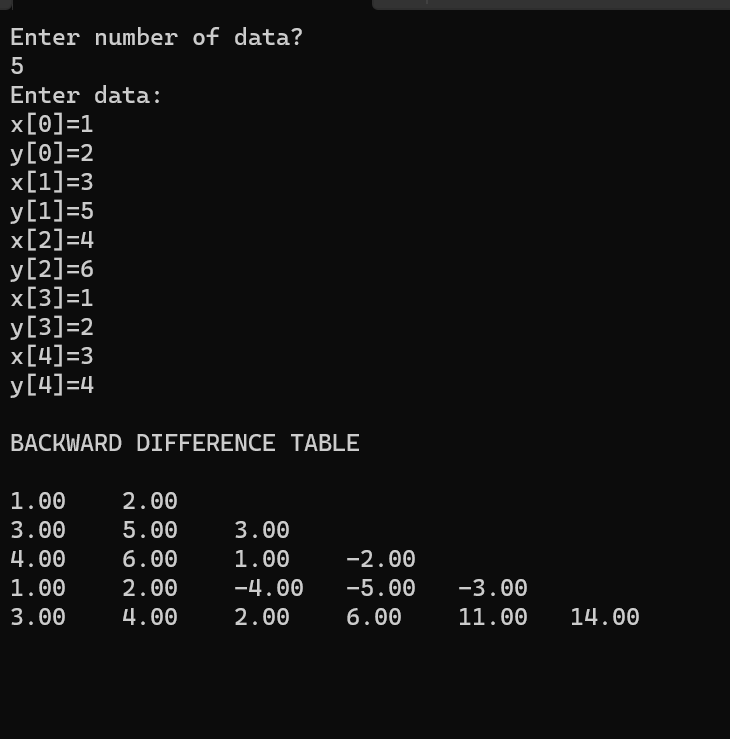 Enter number of data?
5
Enter data:
x[0]=1
y[0]=2
x[1]=3
y[1]=5
x[2]=4
y[2]=6
x[3]=1
y[3]=2
x[4]=3
y[4]=4
BACKWARD DIFFERENCE TABLE
1.00    2.00
3.00    5.00    3.00
4.00    6.00    1.00    -2.00
1.00    2.00    -4.00   -5.00   -3.00
3.00    4.00    2.00    6.00    11.00   14.00